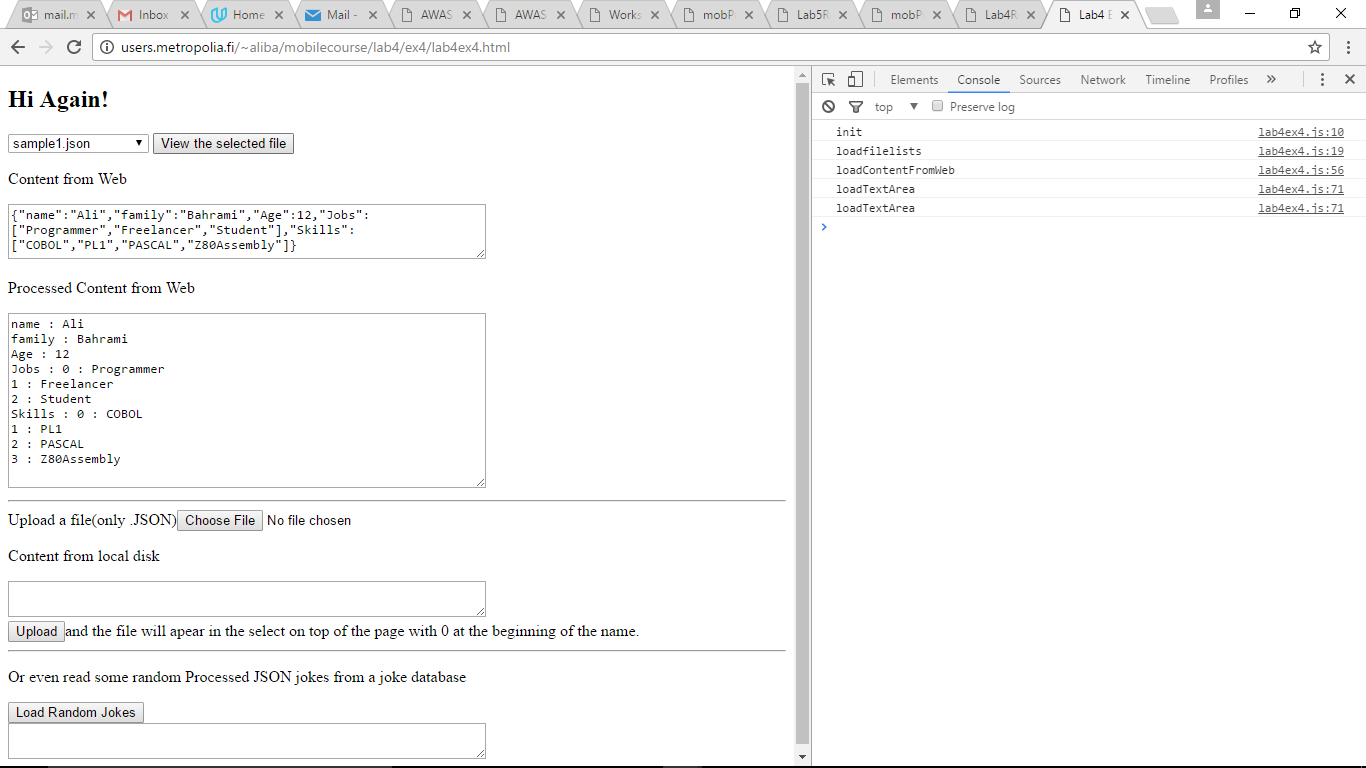 mail.m
Inbox
Home
Mail -
AWAS
AWAS
Works
mobP
Lab5R
mobP
Lab4R
Lab4 E
users.metropolia.fi/~aliba/mobilecourse/lab4/ex4/lab4ex4.html
Hi Again!
sample1.json View the selected file
Content from Web
{"name":"Ali","family":"Bahrami","Age":12,"Jobs":
["Programmer","Freelancer","Student"],"Skills":
["COBOL","PL1","PASCAL","Z80Assembly"]}
Processed Content from Web
name : Ali
family : Bahrami
Age : 12
Jobs : 0 : Programmer
1 : Freelancer
2 : Student
Skills : 0 : COBOL
1 : PL1
2 : PASCAL
3 : Z80Assembly
Upload a file(only .JSON) Choose File No file chosen
Content from local disk
Upload and the file will apear in the select on top of the page with 0 at the beginning of the name.
Or even read some random Processed JSON jokes from a joke database
Load Random Jokes
Elements Console Sources Network Timeline Profiles »
top Preserve log
init lab4ex4.js:10
loadfilelists lab4ex4.js:19
loadContentFromWeb lab4ex4.js:56
loadTextArea lab4ex4.js:71
loadTextArea lab4ex4.js:71